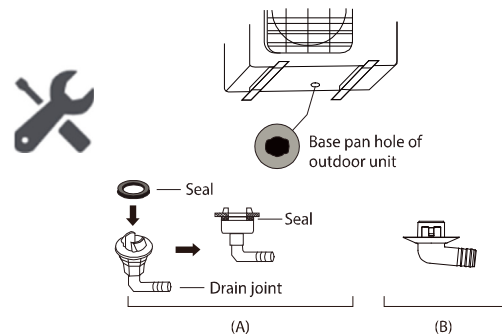 Base pan hole of
outdoor unit
Seal
Seal
Drain joint
(A)
(B)